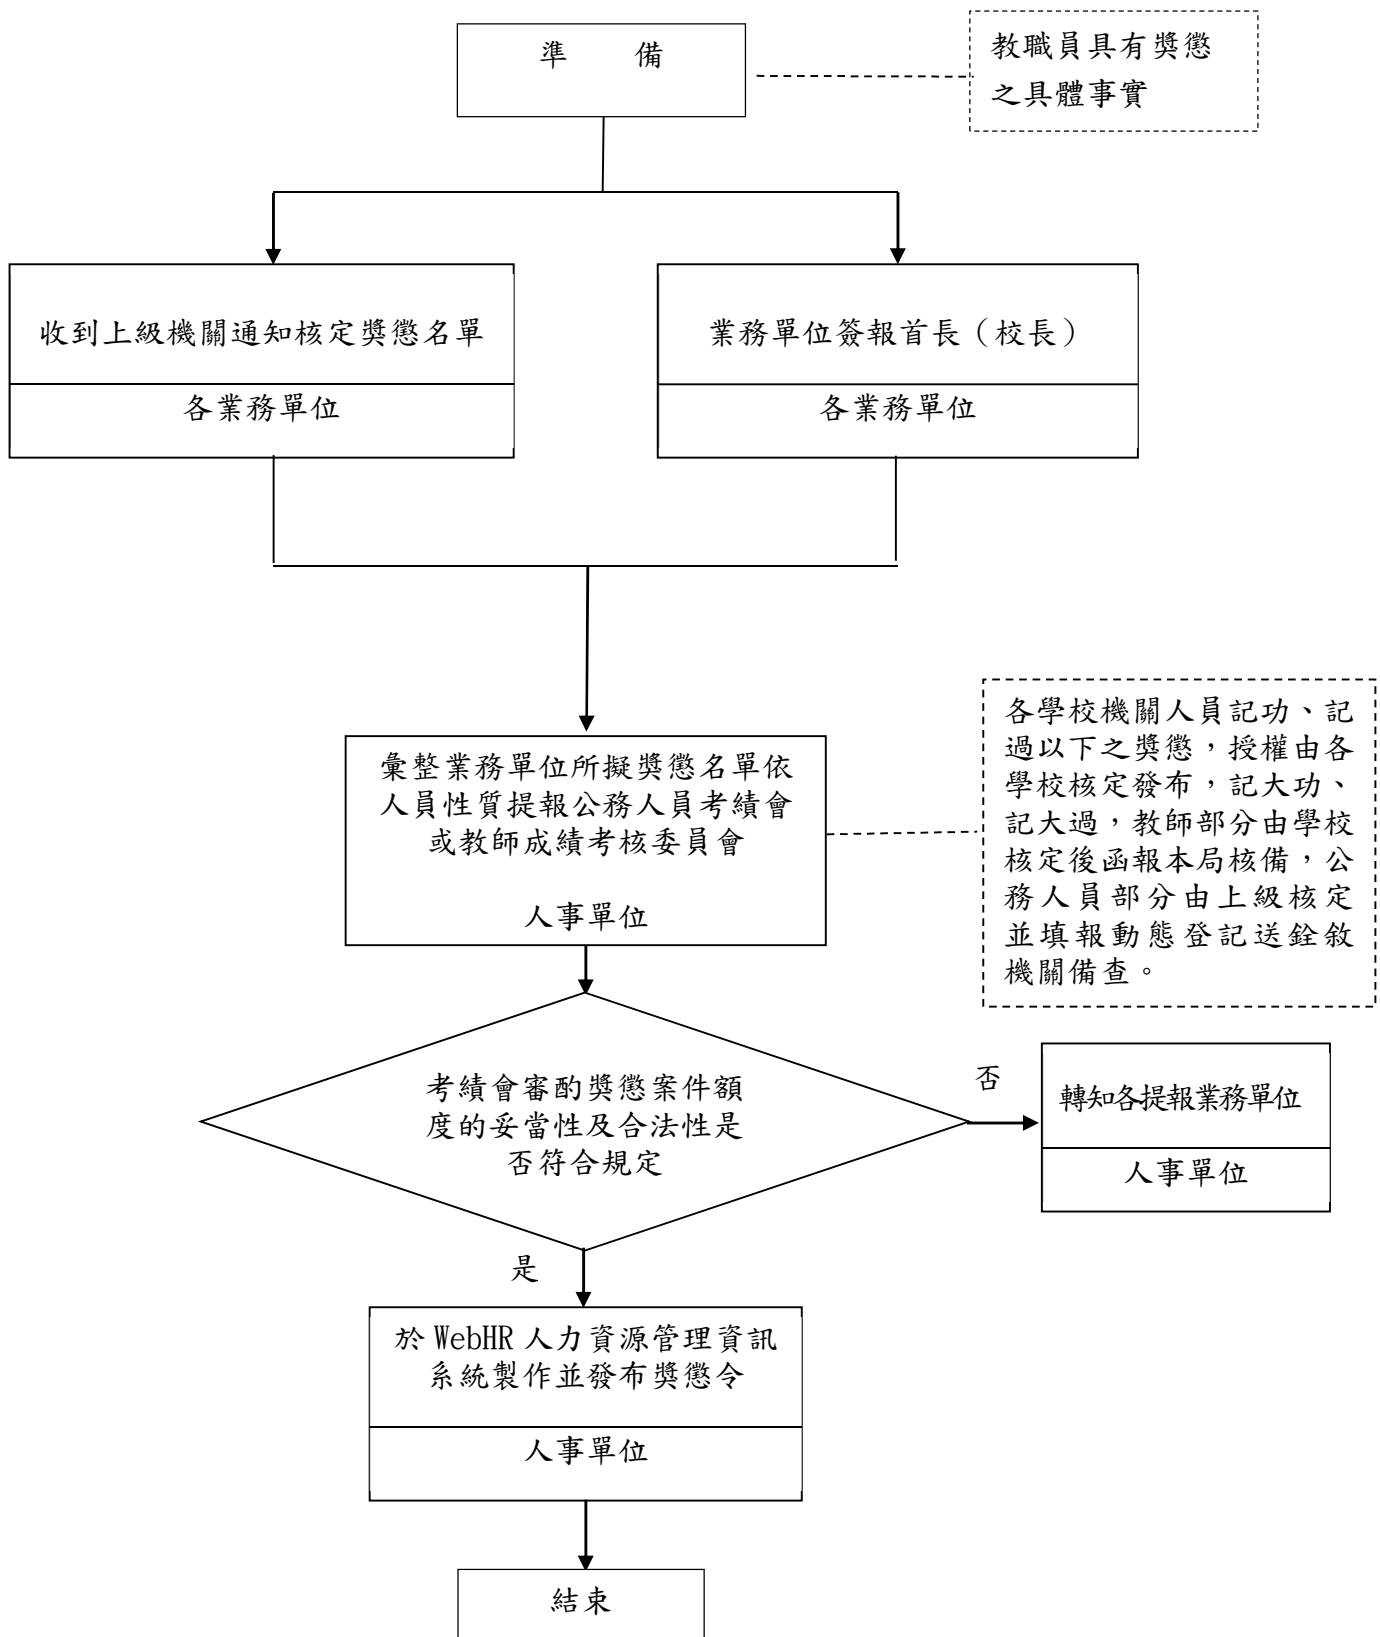 準 備
教職員具有獎懲
之具體事實
收到上級機關通知核定獎懲名單
各業務單位
業務單位簽報首長（校長）
各業務單位
彙整業務單位所擬獎懲名單依
人員性質提報公務人員考績會
或教師成績考核委員會
人事單位
各學校機關人員記功、記
過以下之獎懲，授權由各
學校核定發布，記大功、
記大過，教師部分由學校
核定後函報本局核備，公
務人員部分由上級核定
並填報動態登記送銓敘
機關備查。
考績會審酌獎懲案件額
度的妥當性及合法性是
否符合規定
否
轉知各提報業務單位
人事單位
是
於 WebHR 人力資源管理資訊
系統製作並發布獎懲令
人事單位
結束